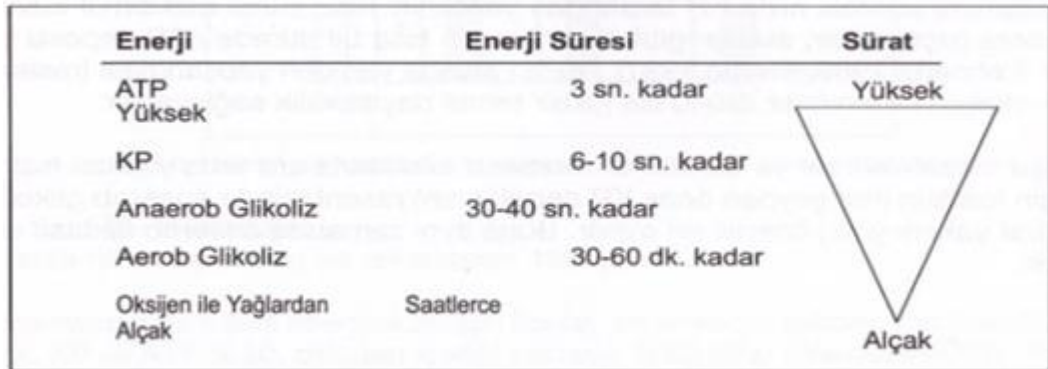 Enerji Enerji Süresi Sürat
ATP 3 sn. kadar Yüksek
Yüksek
KP 6-10 sn. kadar
Anaerob Glikoliz 30-40 sn. kadar
Aerob Glikoliz 30-60 dk. kadar
Oksijen ile Yağlardan Saatlerce
Alçak
Alçak